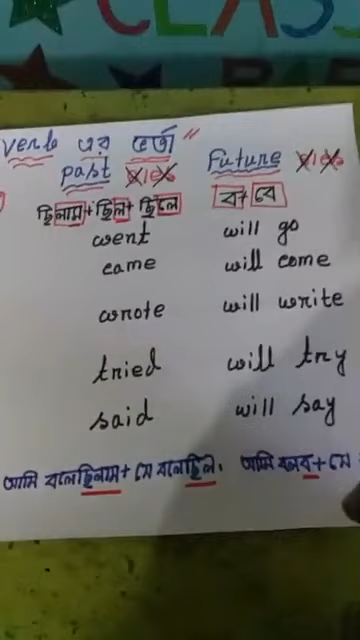 CLASS
Verb এর
past Future
ছিলাম+ছিল+ছিলে ব+বে
went will go
came will come
wrote will write
tried will try
said will say
আমি বলেছিলাম+সে বলেছিল, আমি বলব+সে